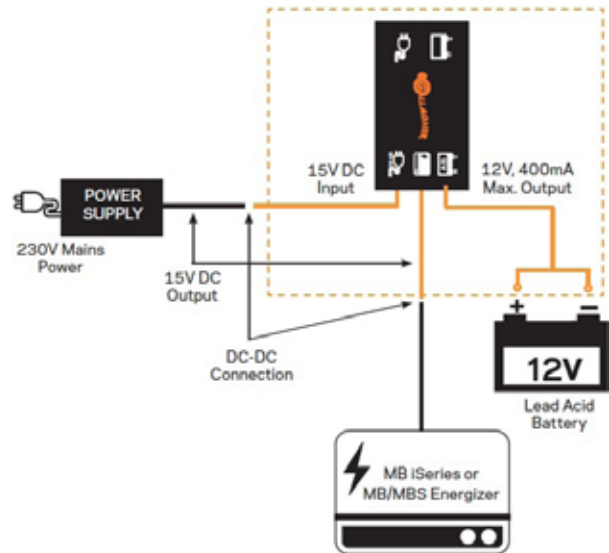 15V DC
Input
12V, 400mA
Max. Output
POWER
SUPPLY
230V Mains
Power
15V DC
Output
DC-DC
Connection
+ −
12V
Lead Acid
Battery
MB iSeries or
MB/MBS Energizer